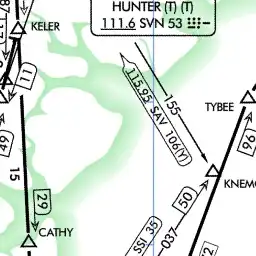 HUNTER (T) (T)
111.6 SVN 53
KELER
11
115.95 SAV 106(Y)
155
TYBEE
49
96
15
KNEMO
29
50
CATHY
SSI 35
037